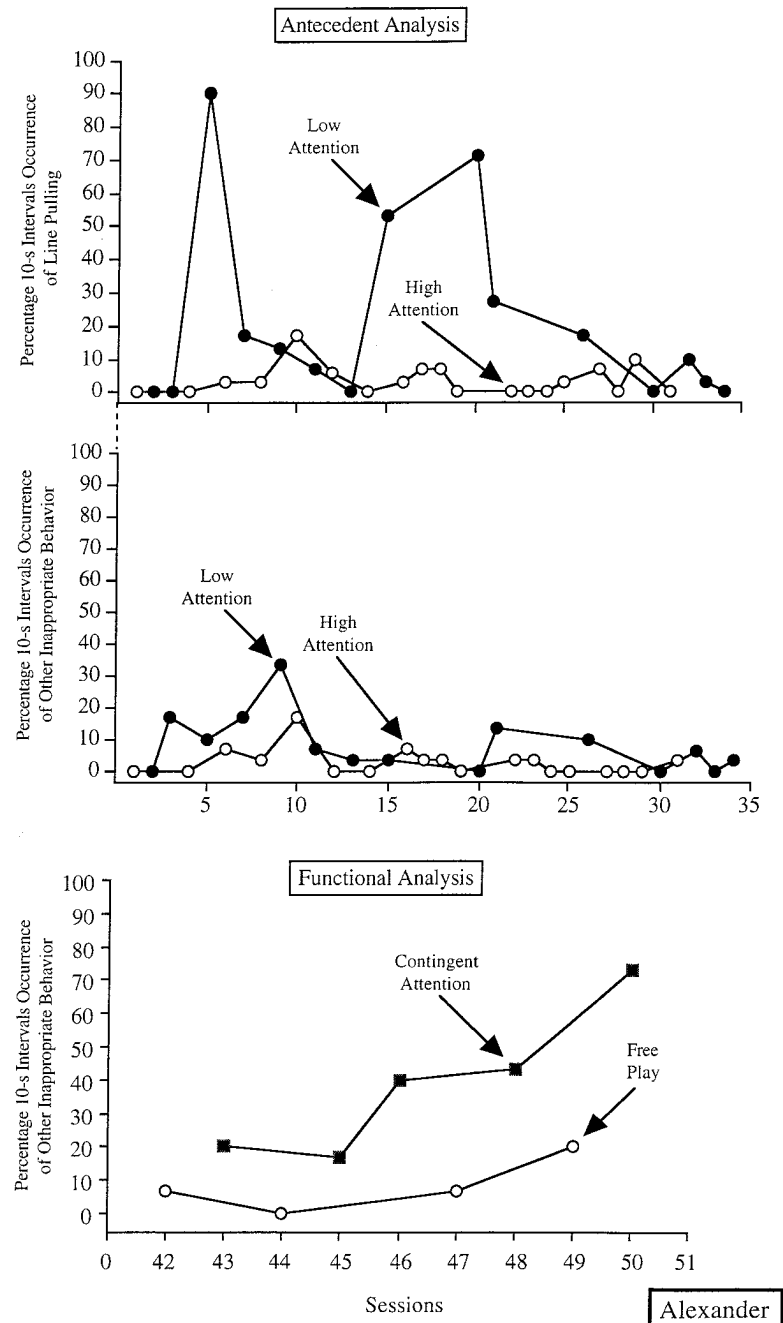 Antecedent Analysis
Percentage 10-s Intervals Occurrence
of Line Pulling
100
90
80
70
60
50
40
30
20
10
0
Low
Attention
High
Attention
Percentage 10-s Intervals Occurrence
of Other Inappropriate Behavior
100
90
80
70
60
50
40
30
20
10
0
Low
Attention
High
Attention
5 10 15 20 25 30 35
Functional Analysis
Percentage 10-s Intervals Occurrence
of Other Inappropriate Behavior
100
90
80
70
60
50
40
30
20
10
0
Contingent
Attention
Free
Play
0 42 43 44 45 46 47 48 49 50 51
Sessions
Alexander